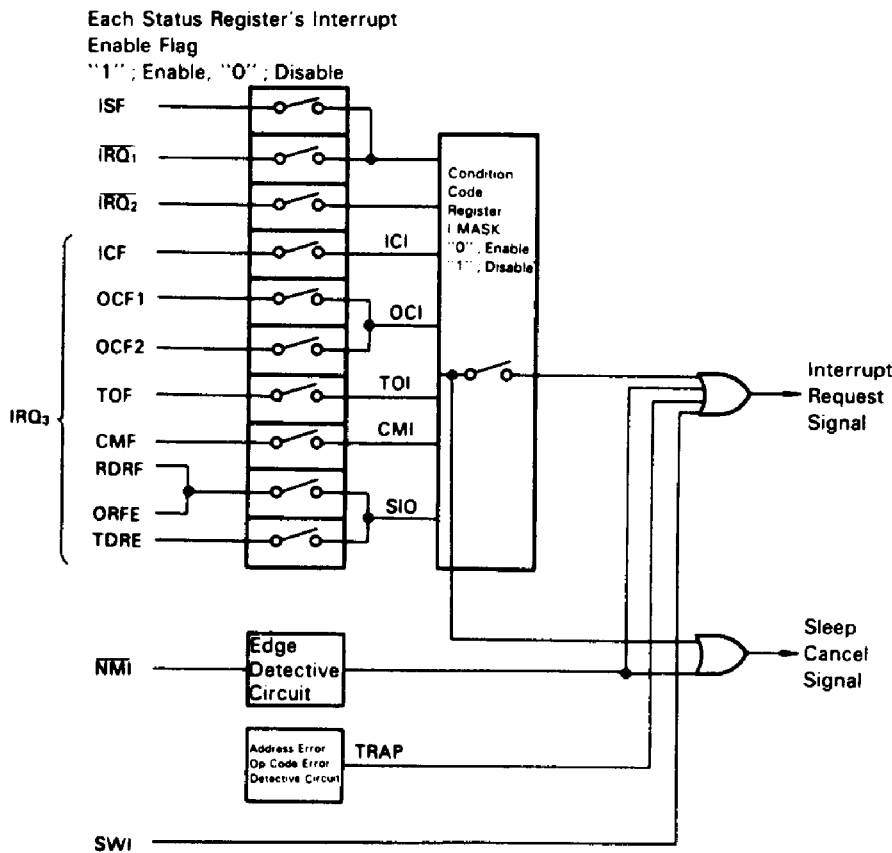 Each Status Register's Interrupt
Enable Flag
"1" ; Enable, "0" ; Disable
ISF
IRQ1
IRQ2
ICF
OCF1
OCF2
TOF
CMF
RDRF
ORFE
TDRE
IRQ3
ICI
OCI
TOI
CMI
SIO
Condition
Code
Register
I MASK
"0" , Enable
"1" ; Disable
Interrupt
Request
Signal
NMI
Edge
Detective
Circuit
Sleep
Cancel
Signal
Address Error
Op Code Error
Detective Circuit
TRAP
SWI